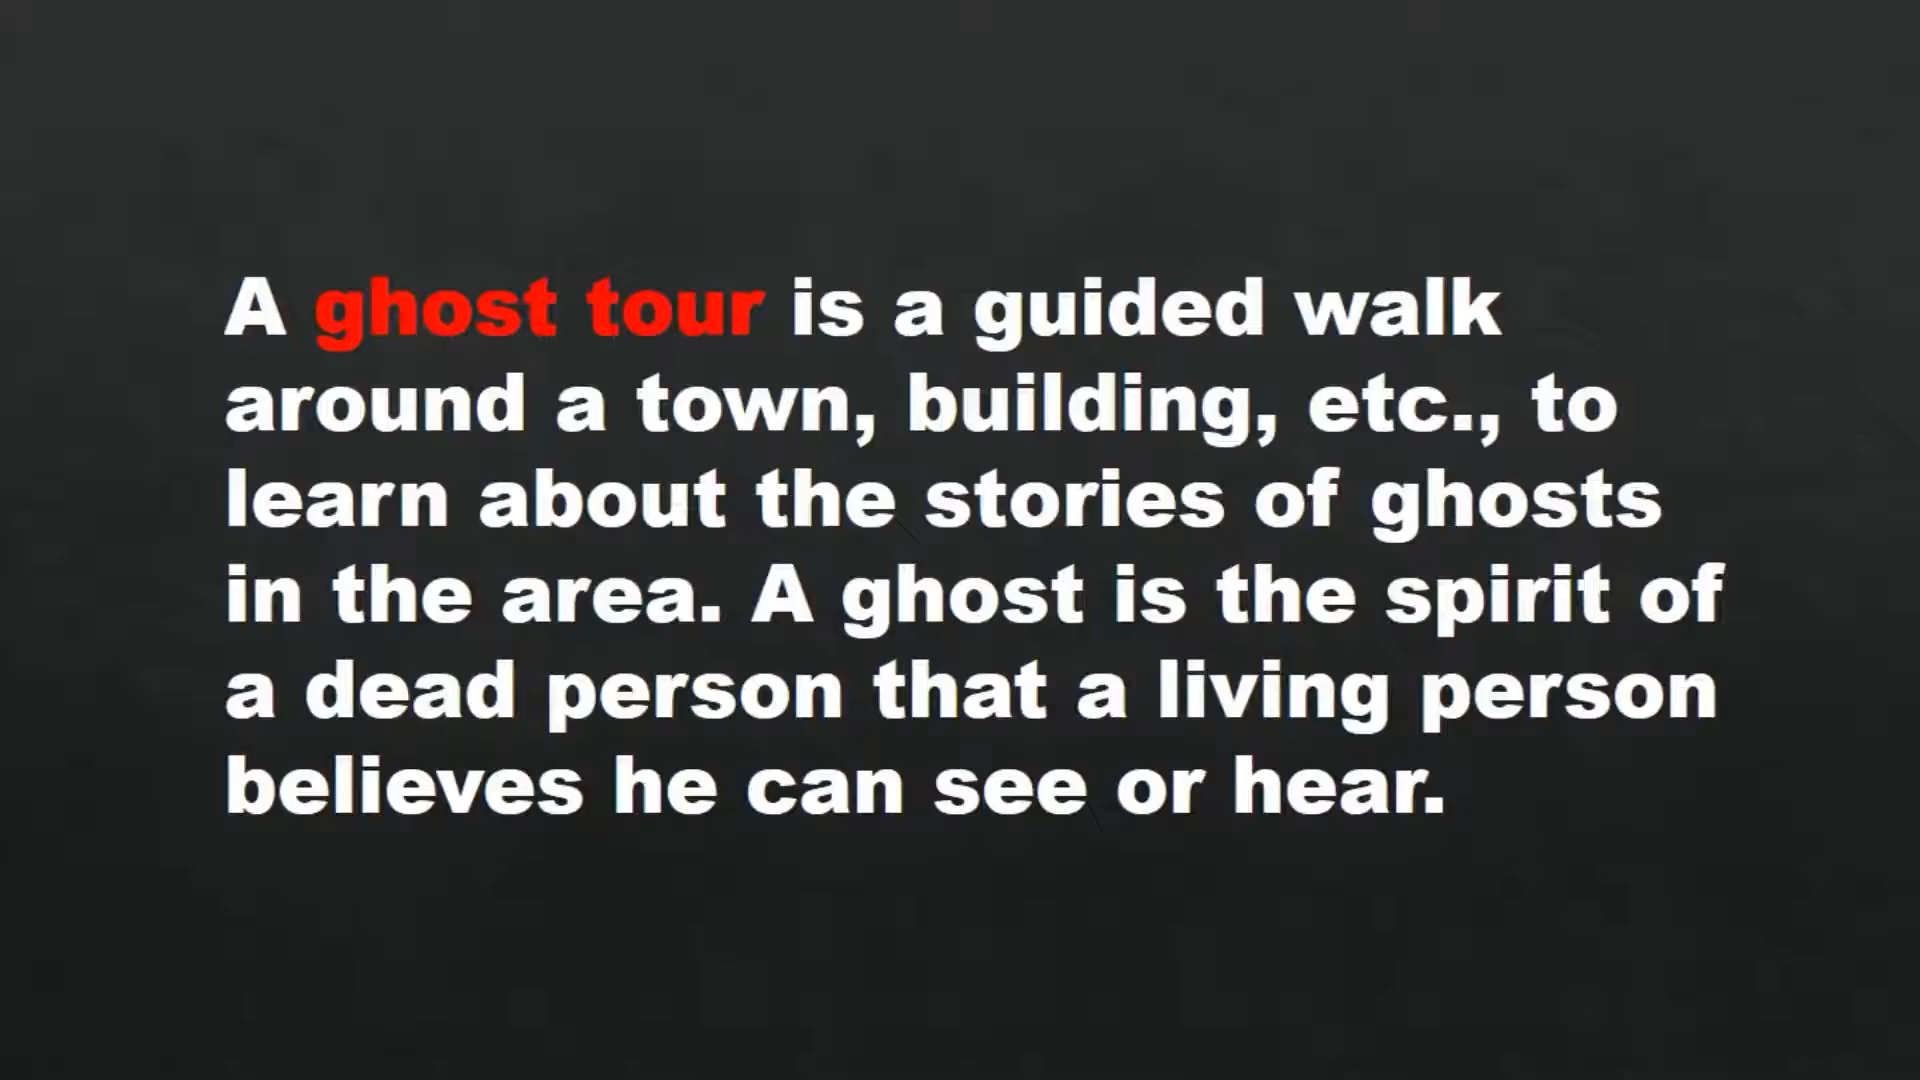 A ghost tour is a guided walk
around a town, building, etc., to
learn about the stories of ghosts
in the area. A ghost is the spirit of
a dead person that a living person
believes he can see or hear.